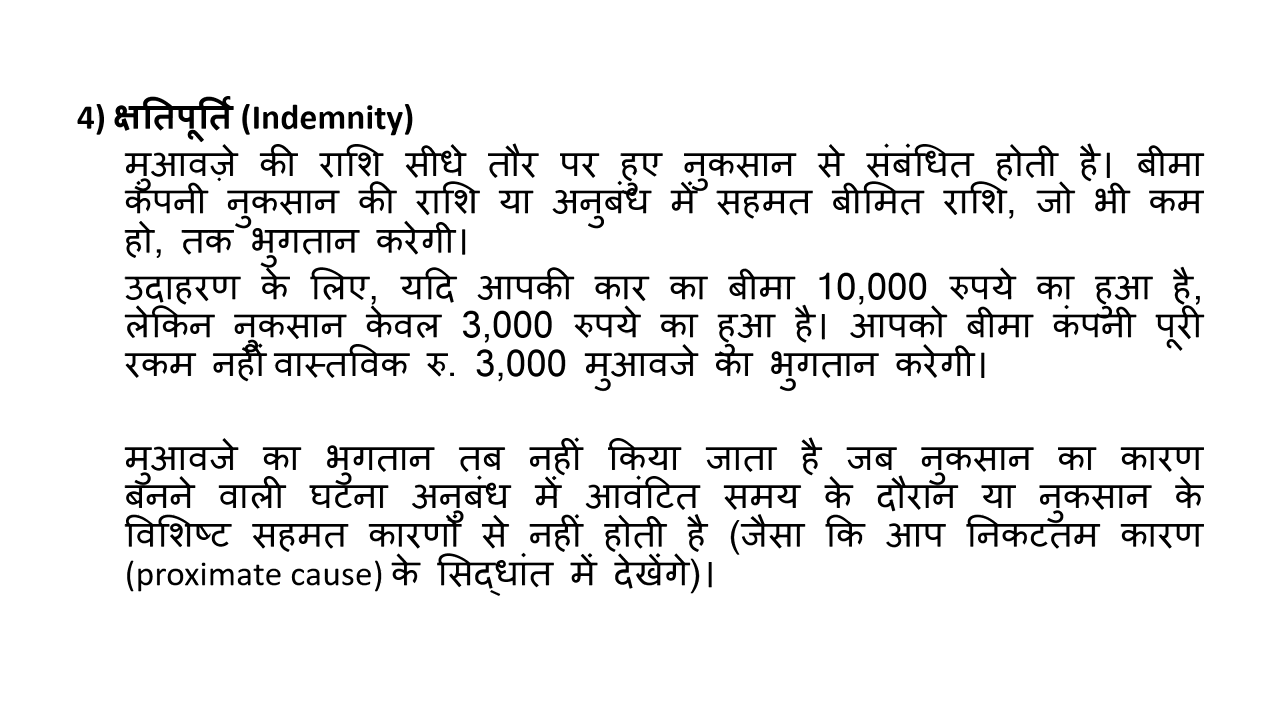 4) क्षतिपूर्ति (Indemnity)
मुआवज़े की राशि सीधे तौर पर हुए नुकसान से संबंधित होती है। बीमा
कंपनी नुकसान की राशि या अनुबंध में सहमत बीमित राशि, जो भी कम
हो, तक भुगतान करेगी।
उदाहरण के लिए, यदि आपकी कार का बीमा 10,000 रुपये का हुआ है,
लेकिन नुकसान केवल 3,000 रुपये का हुआ है। आपको बीमा कंपनी पूरी
रकम नहीं वास्तविक रु. 3,000 मुआवजे का भुगतान करेगी।
मुआवजे का भुगतान तब नहीं किया जाता है जब नुकसान का कारण
बनने वाली घटना अनुबंध में आवंटित समय के दौरान या नुकसान के
विशिष्ट सहमत कारणों से नहीं होती है (जैसा कि आप निकटतम कारण
(proximate cause) के सिद्धांत में देखेंगे)।